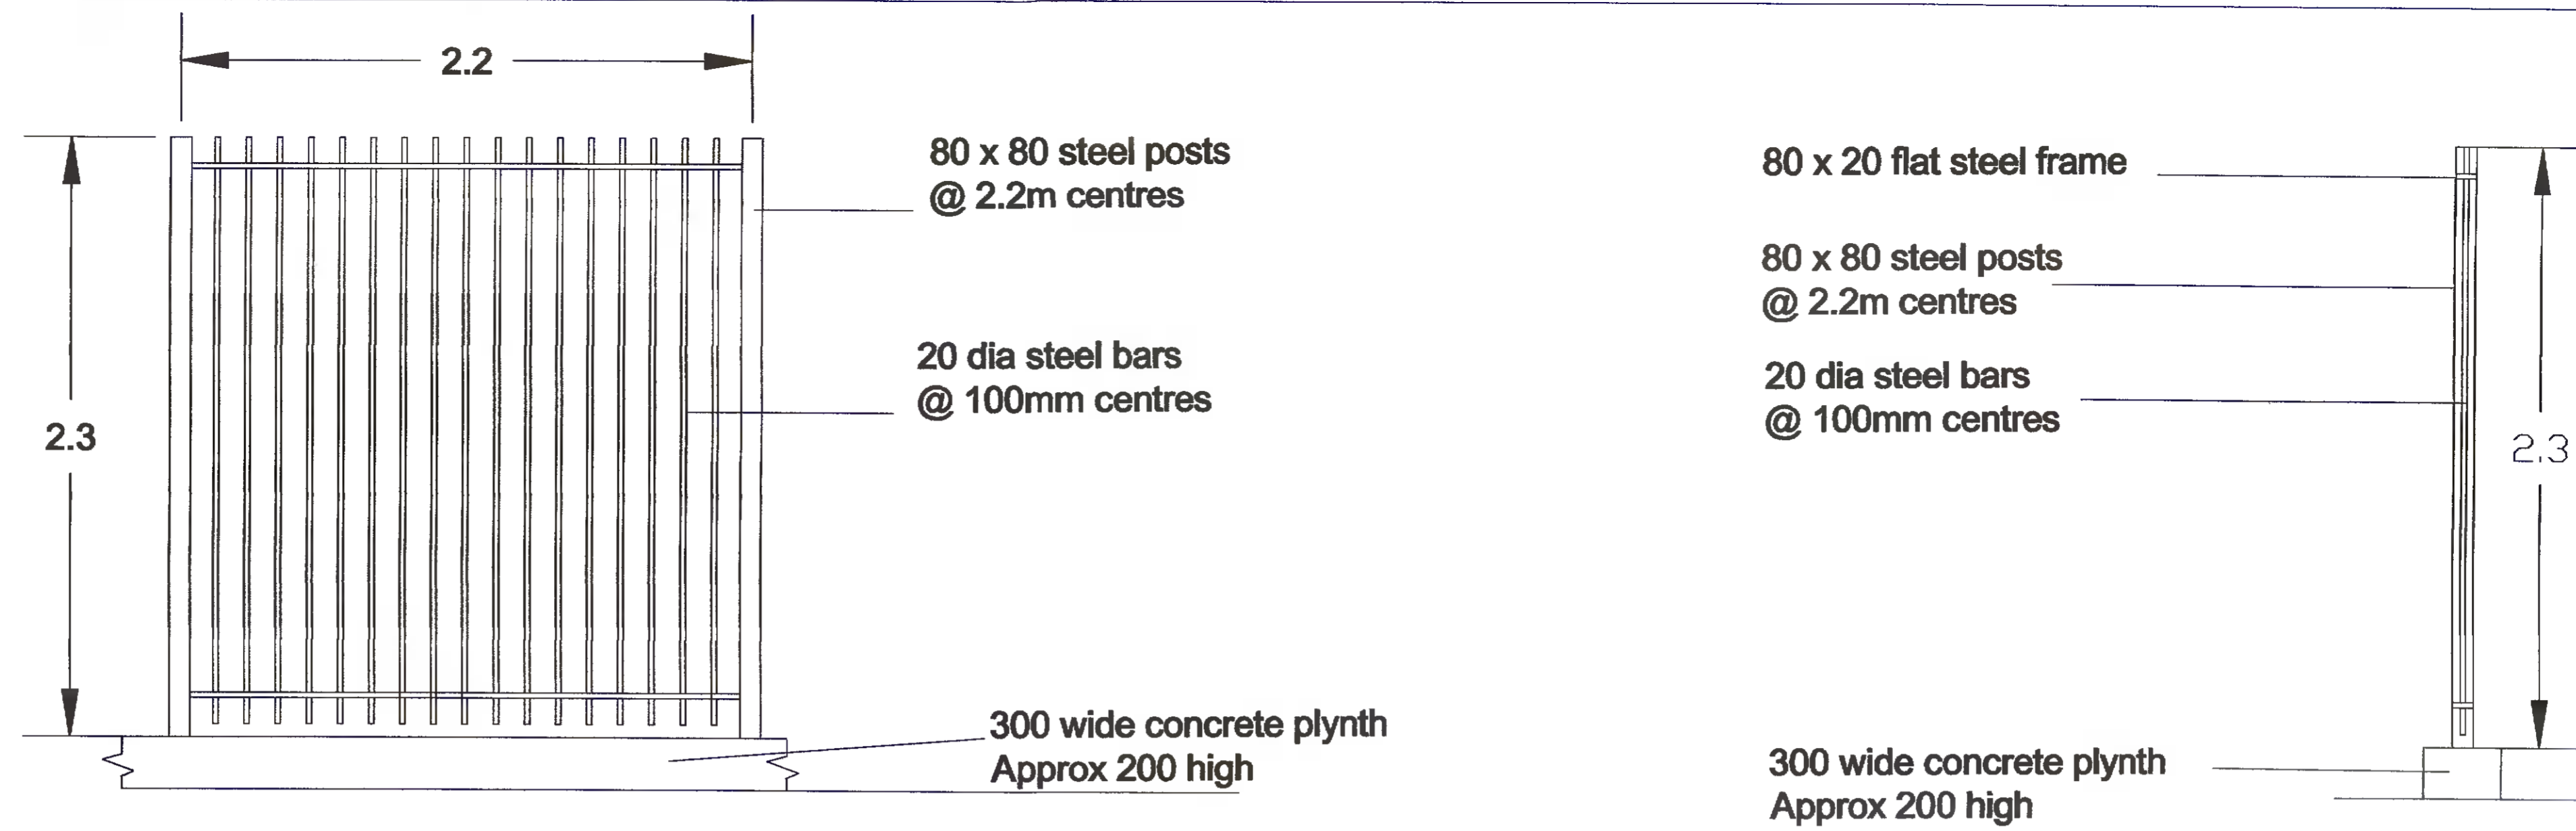 2.2
80 x 80 steel posts
@ 2.2m centres
20 dia steel bars
@ 100mm centres
2.3
300 wide concrete plynth
Approx 200 high
80 x 20 flat steel frame
80 x 80 steel posts
@ 2.2m centres
20 dia steel bars
@ 100mm centres
2.3
300 wide concrete plynth
Approx 200 high